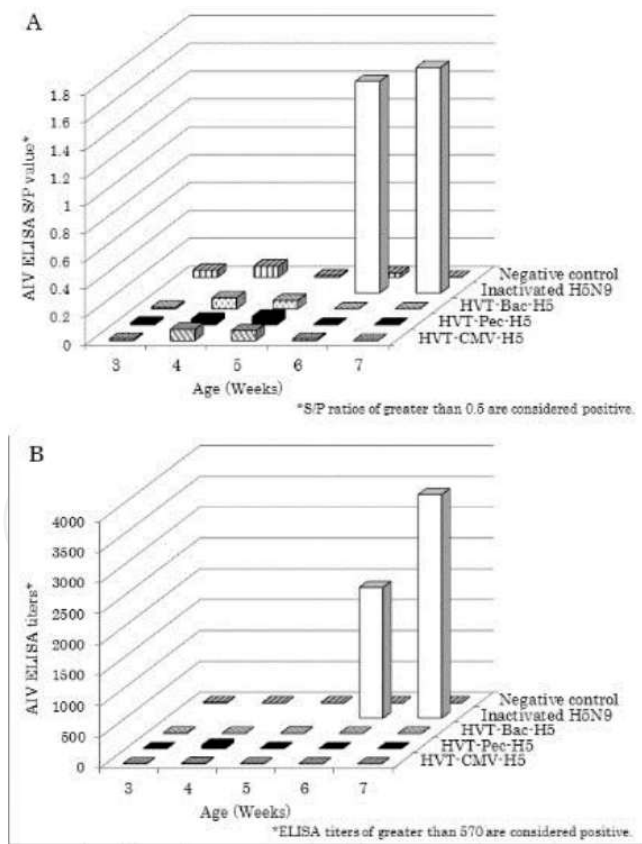 A
AIV ELISA S/P value*
1.8
1.6
1.4
1.2
1
0.8
0.6
0.4
0.2
0
3 4 5 6 7
Age (Weeks)
Negative control
Inactivated H5N9
HVT-Bac-H5
HVT-Pec-H5
HVT-CMV-H5
*S/P ratios of greater than 0.5 are considered positive.
B
AIV ELISA titers*
4000
3500
3000
2500
2000
1500
1000
500
0
3 4 5 6 7
Age (Weeks)
Negative control
Inactivated H5N9
HVT-Bac-H5
HVT-Pec-H5
HVT-CMV-H5
*ELISA titers of greater than 570 are considered positive.